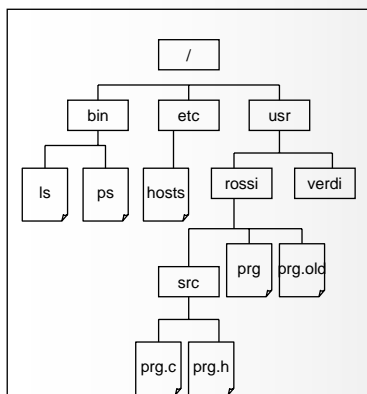 /
bin etc usr
ls ps hosts rossi verdi
src prg prg.old
prg.c prg.h